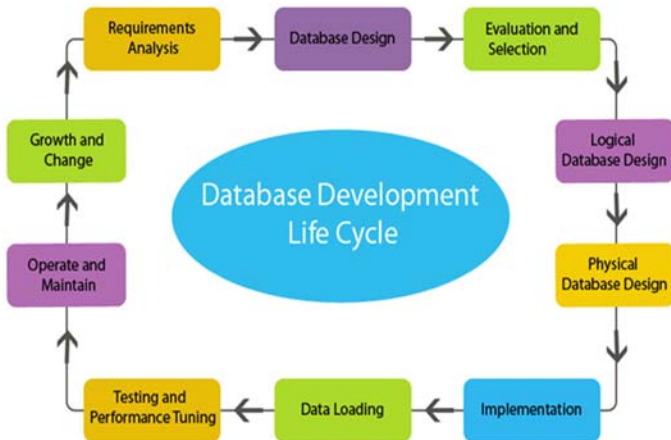 Requirements
Analysis
Database Design
Evaluation and
Selection
Growth and
Change
Logical
Database Design
Database Development
Life Cycle
Operate and
Maintain
Physical
Database Design
Testing and
Performance Tuning
Data Loading
Implementation